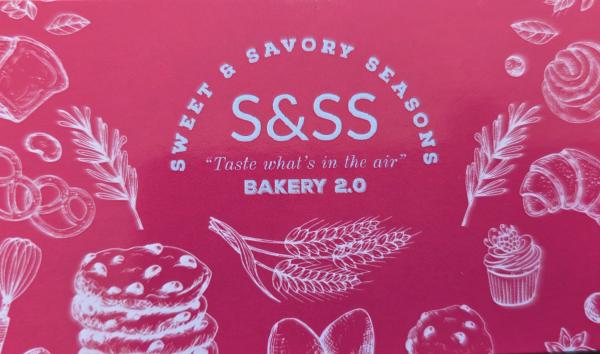 SWEET & SAVORY SEASONS
S&SS
“Taste what's in the air”
BAKERY 2.0